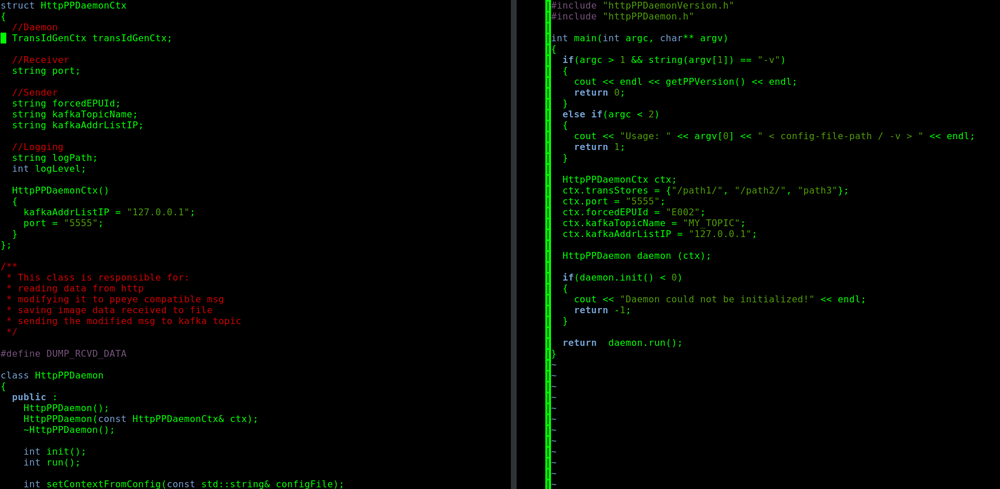 struct HttpPPDaemonCtx
{
  //Daemon
  TransIdGenCtx transIdGenCtx;

  //Receiver
  string port;

  //Sender
  string forcedEPUId;
  string kafkaTopicName;
  string kafkaAddrListIP;

  //Logging
  string logPath;
  int logLevel;

  HttpPPDaemonCtx()
  {
    kafkaAddrListIP = "127.0.0.1";
    port = "5555";
  }
};

/**
 * This class is responsible for:
 * reading data from http
 * modifying it to ppeye compatible msg
 * saving image data received to file
 * sending the modified msg to kafka topic
 */

#define DUMP_RCVD_DATA

class HttpPPDaemon
{
  public :
    HttpPPDaemon();
    HttpPPDaemon(const HttpPPDaemonCtx& ctx);
    ~HttpPPDaemon();

    int init();
    int run();

    int setContextFromConfig(const std::string& configFile);
#include "httpPPDaemonVersion.h"
#include "httpPPDaemon.h"

int main(int argc, char** argv)
{
  if(argc > 1 && string(argv[1]) == "-v")
  {
    cout << endl << getPPVersion() << endl;
    return 0;
  }
  else if(argc < 2)
  {
    cout << "Usage: " << argv[0] << " < config-file-path / -v > " << endl;
    return 1;
  }

  HttpPPDaemonCtx ctx;
  ctx.transStores = {"/path1/", "/path2/", "path3"};
  ctx.port = "5555";
  ctx.forcedEPUId = "E002";
  ctx.kafkaTopicName = "MY_TOPIC";
  ctx.kafkaAddrListIP = "127.0.0.1";

  HttpPPDaemon daemon (ctx);

  if(daemon.init() < 0)
  {
    cout << "Daemon could not be initialized!" << endl;
    return -1;
  }

  return  daemon.run();
}
~
~
~
~
~
~
~
~
~
~
~
~